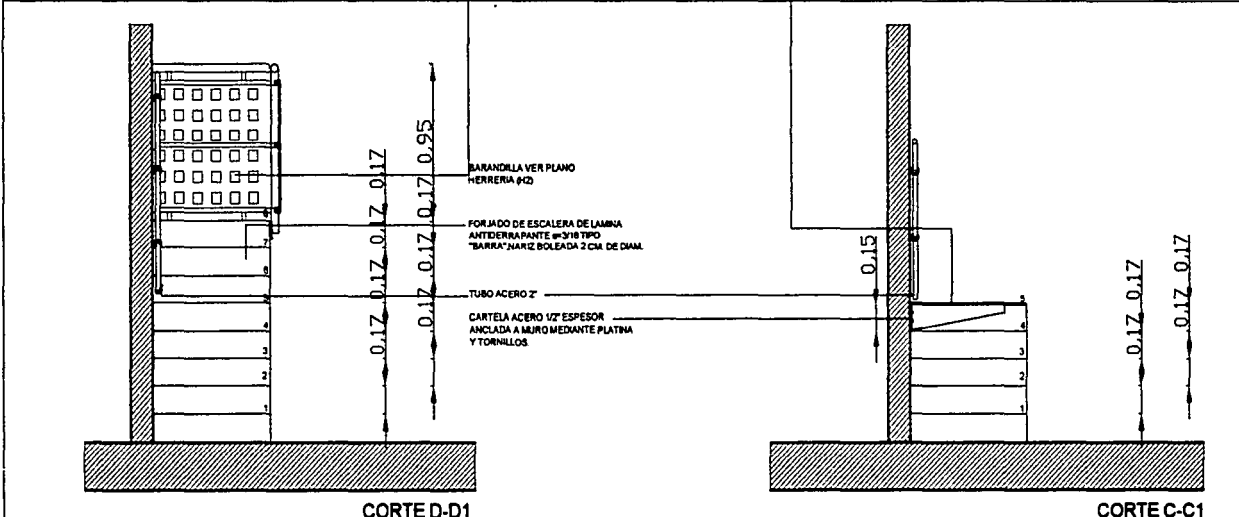 0,95
0,17
0,17
0,17
0,17
0,17
0,17
0,17
0,17
8
7
6
5
4
3
2
1
BARANDILLA VER PLANO
HERRERIA (H2)
FORJADO DE ESCALERA DE LAMINA
ANTIDERRAPANTE e=3/16 TIPO
"BARRA",NARIZ BOLEADA 2 CM. DE DIAM.
TUBO ACERO 2"
CARTELA ACERO 1/2" ESPESOR
ANCLADA A MURO MEDIANTE PLATINA
Y TORNILLOS.
CORTE D-D1
0,15
5
4
3
2
1
0,17
0,17
0,17
0,17
CORTE C-C1